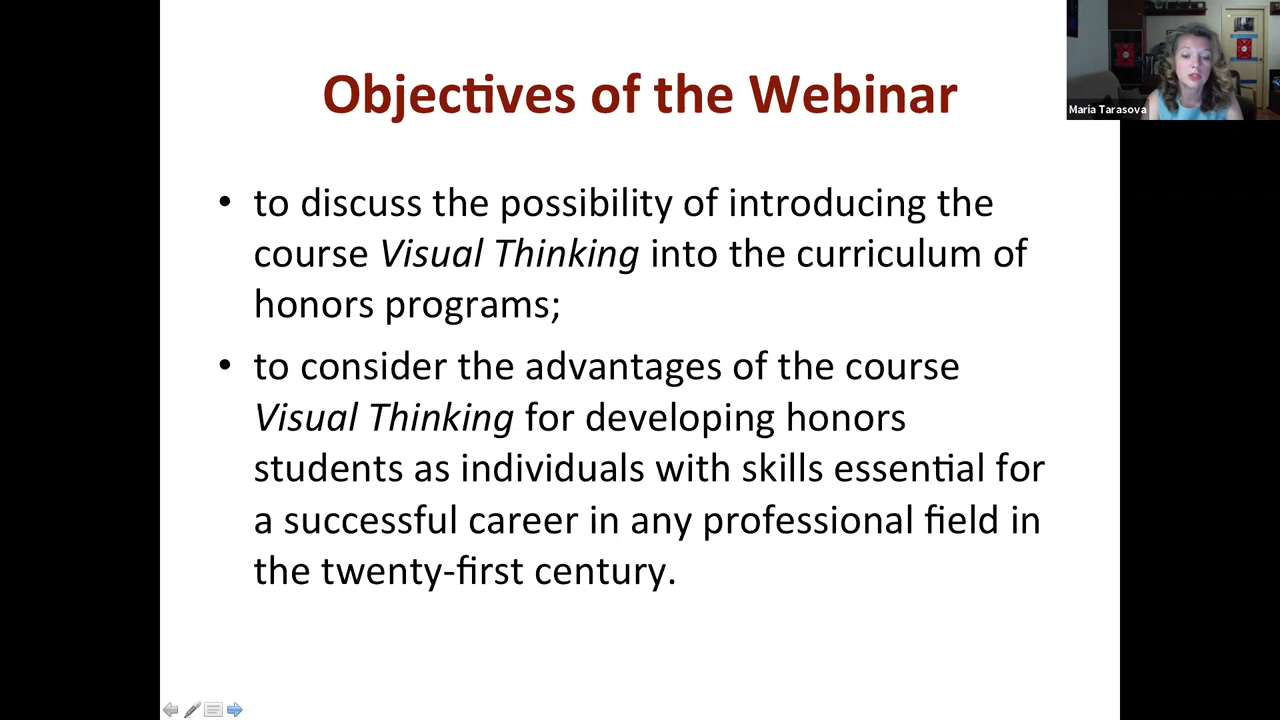 Objectives of the Webinar
Maria Tarasova
• to discuss the possibility of introducing the
course Visual Thinking into the curriculum of
honors programs;
• to consider the advantages of the course
Visual Thinking for developing honors
students as individuals with skills essential for
a successful career in any professional field in
the twenty-first century.